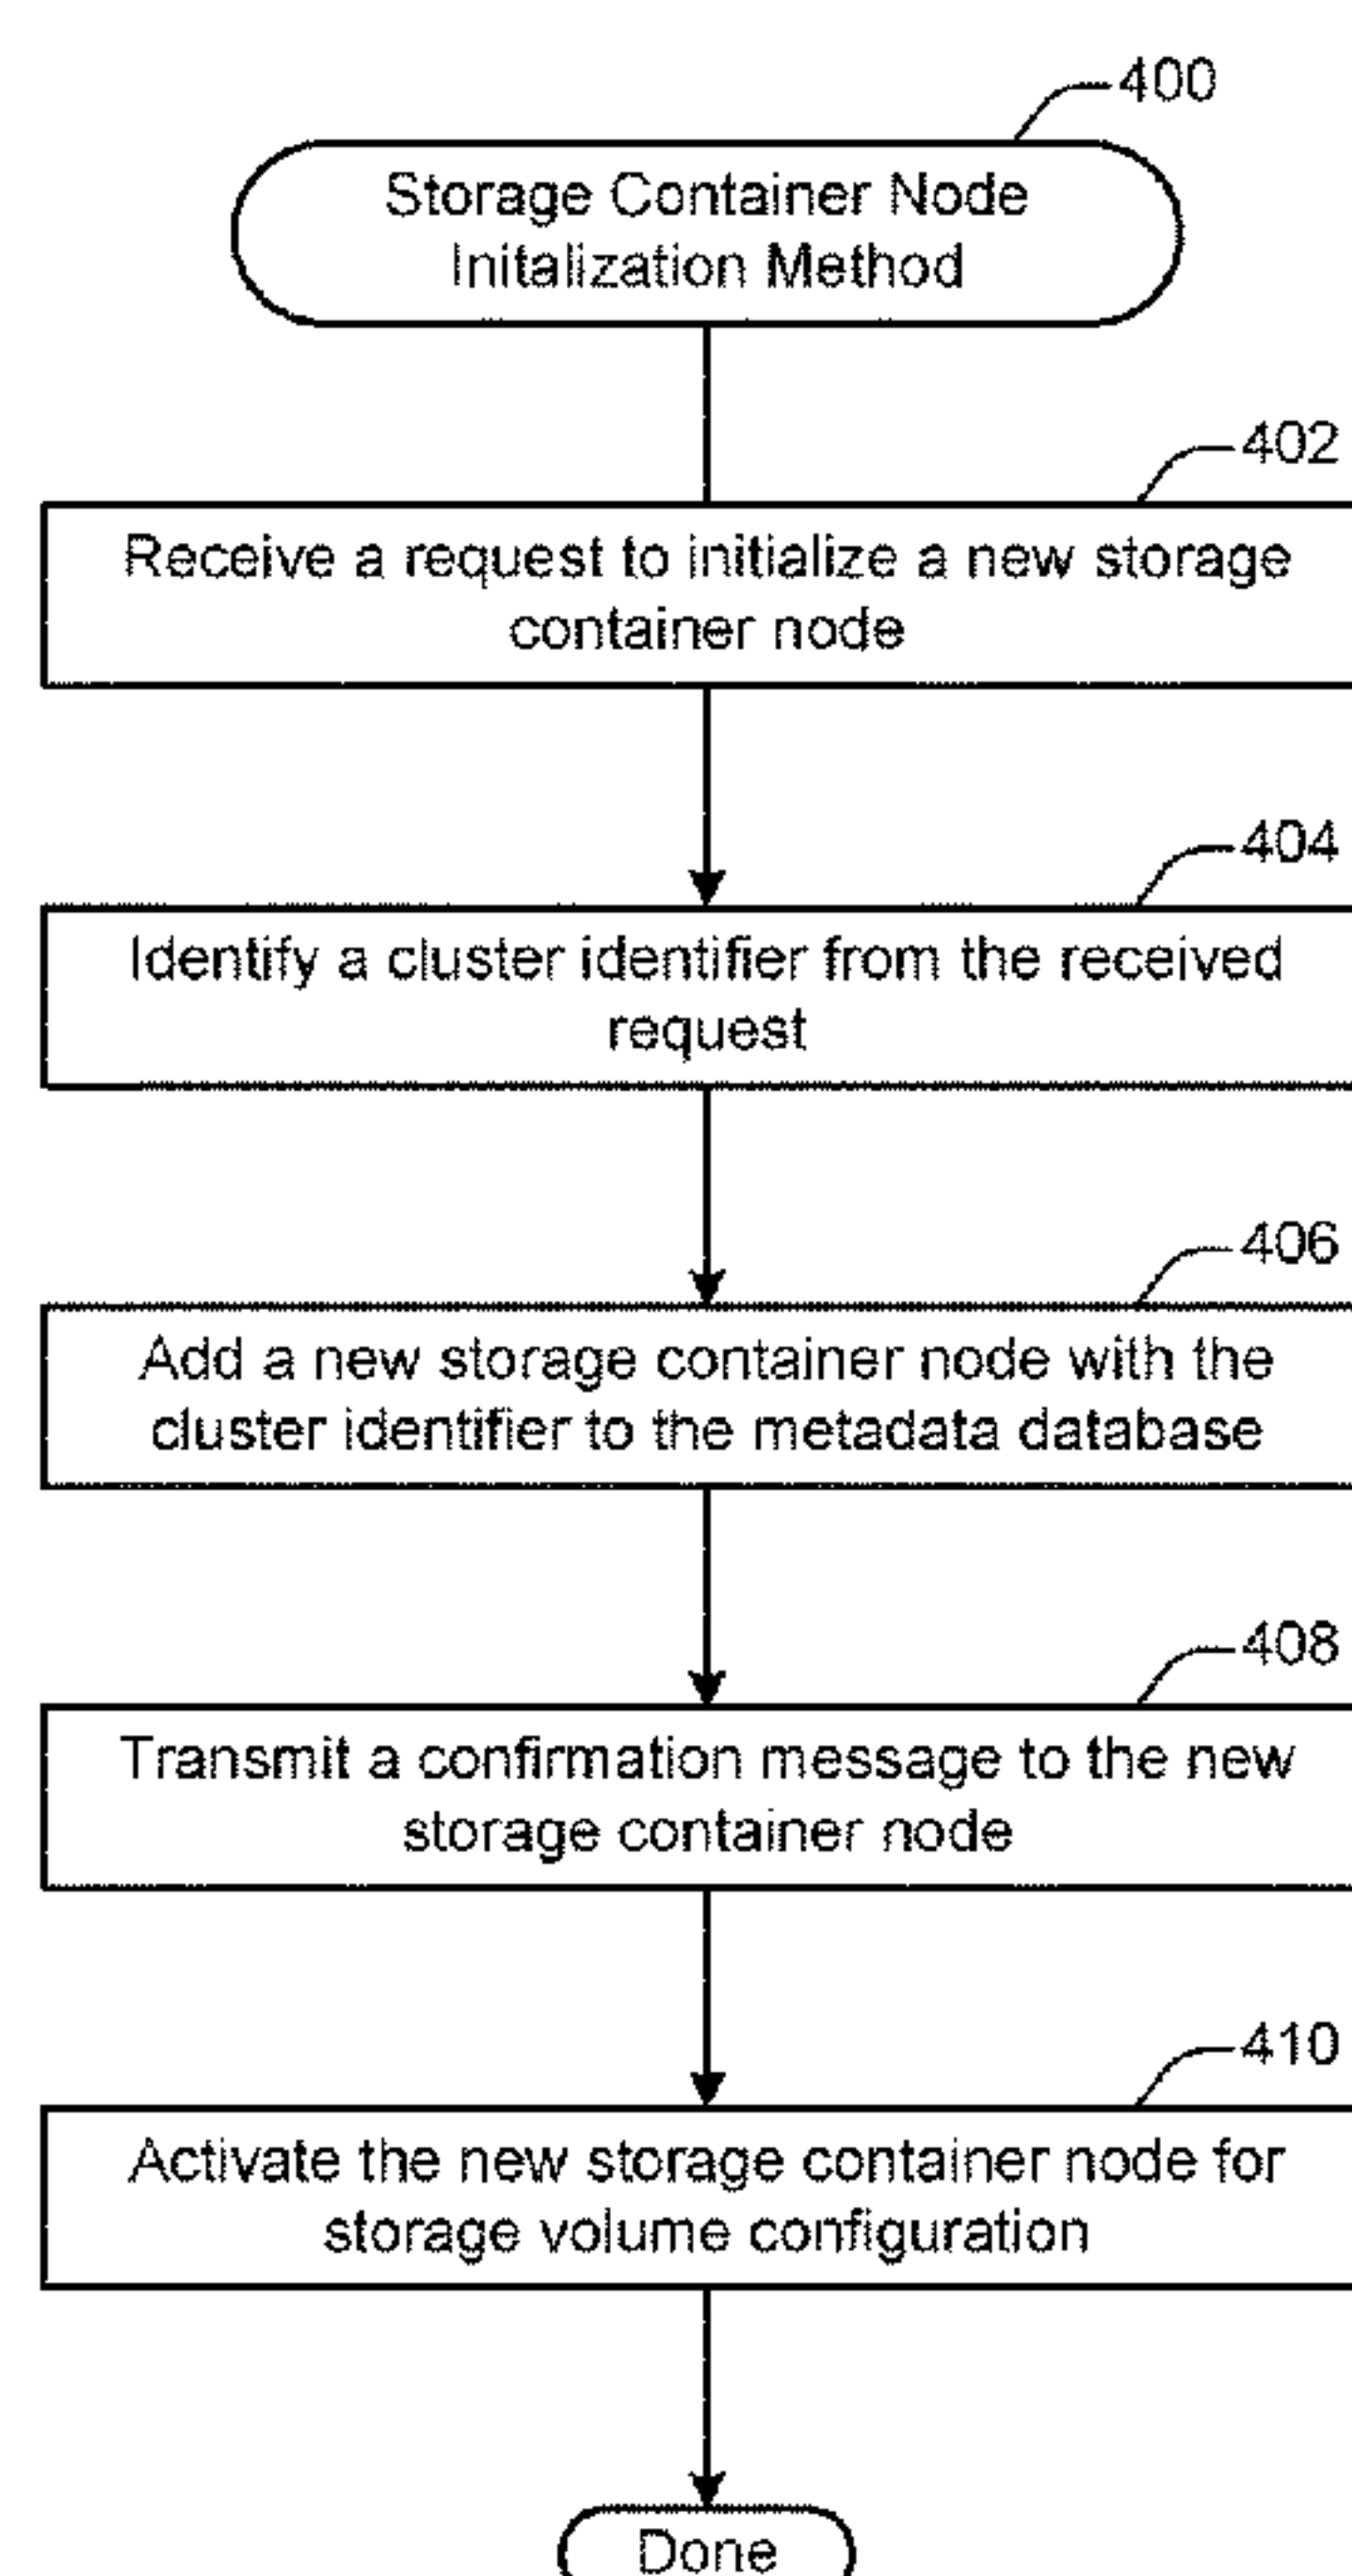 400
Storage Container Node
Initalization Method
402
Receive a request to initialize a new storage
container node
404
Identify a cluster identifier from the received
request
406
Add a new storage container node with the
cluster identifier to the metadata database
408
Transmit a confirmation message to the new
storage container node
410
Activate the new storage container node for
storage volume configuration
Done